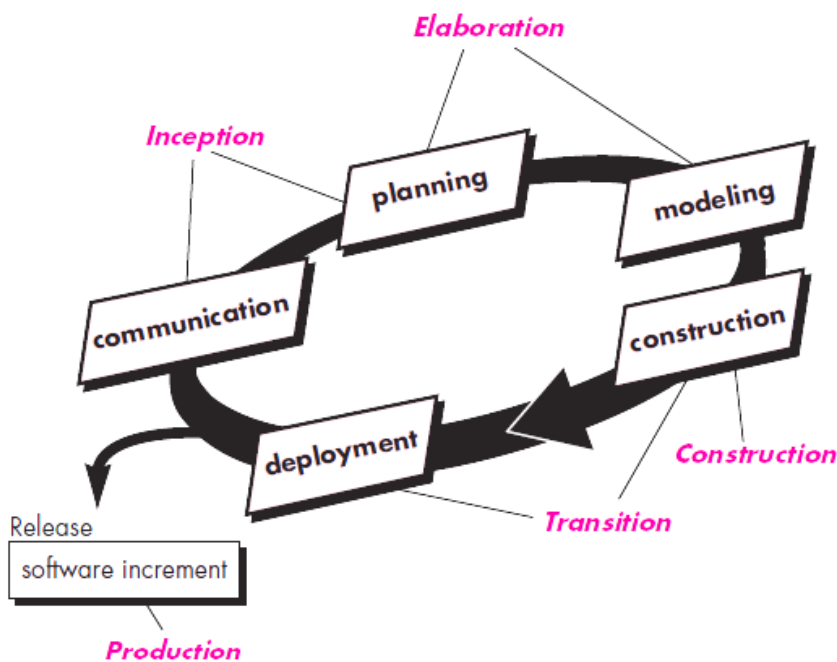 Elaboration
Inception
planning
modeling
communication
construction
deployment
Construction
Release
Transition
software increment
Production